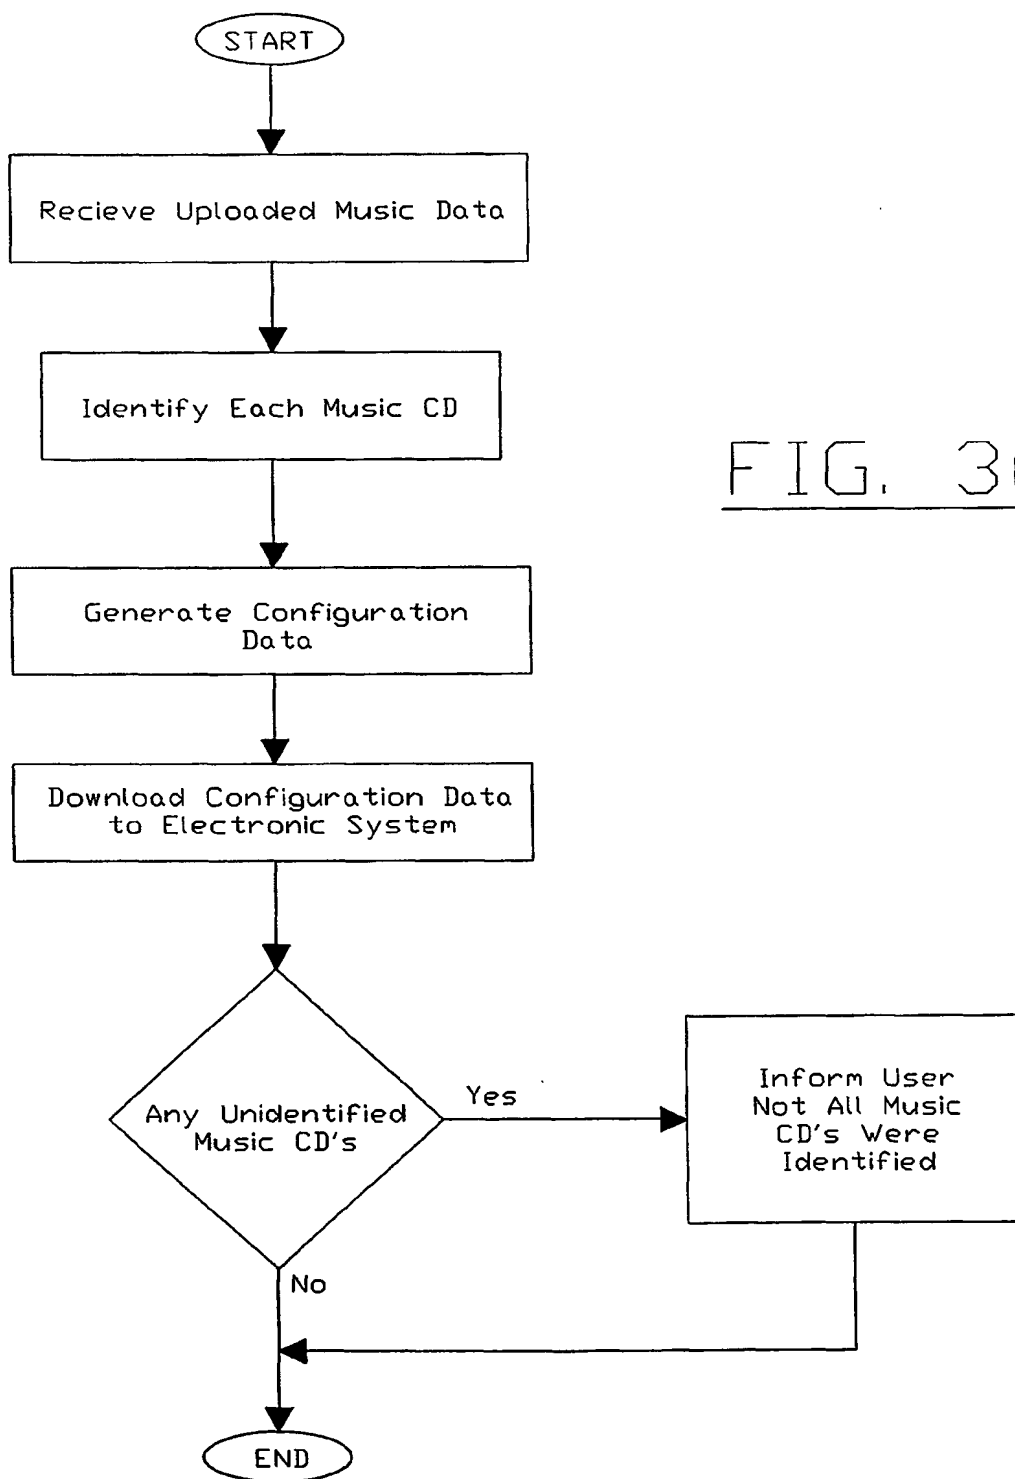 START
Recieve Uploaded Music Data
Identify Each Music CD
FIG. 3
Generate Configuration
Data
Download Configuration Data
to Electronic System
Any Unidentified
Music CD's
Yes
Inform User
Not All Music
CD's Were
Identified
No
END